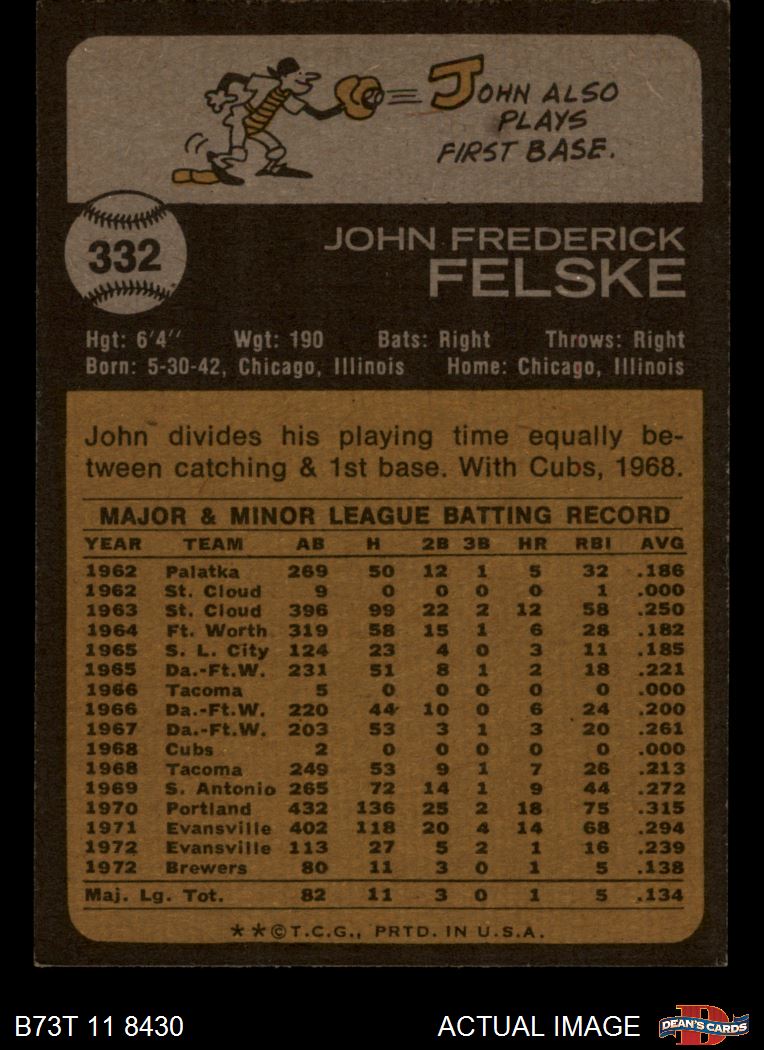 JOHN ALSO
PLAYS
FIRST BASE.
332
JOHN FREDERICK
FELSKE
Hgt: 6'4" Wgt: 190 Bats: Right Throws: Right
Born: 5-30-42, Chicago, Illinois Home: Chicago, Illinois
John divides his playing time equally be-
tween catching & 1st base. With Cubs, 1968.
MAJOR & MINOR LEAGUE BATTING RECORD
YEAR TEAM AB H 2B 3B HR RBI AVG
1962 Palatka 269 50 12 1 5 32 .186
1962 St. Cloud 9 0 0 0 0 1 .000
1963 St. Cloud 396 99 22 2 12 58 .250
1964 Ft. Worth 319 58 15 1 6 28 .182
1965 S. L. City 124 23 4 0 3 11 .185
1965 Da.-Ft.W. 231 51 8 1 2 18 .221
1966 Tacoma 5 0 0 0 0 0 .000
1966 Da.-Ft.W. 220 44 10 0 6 24 .200
1967 Da.-Ft.W. 203 53 3 1 3 20 .261
1968 Cubs 2 0 0 0 0 0 .000
1968 Tacoma 249 53 9 1 7 26 .213
1969 S. Antonio 265 72 14 1 9 44 .272
1970 Portland 432 136 25 2 18 75 .315
1971 Evansville 402 118 20 4 14 68 .294
1972 Evansville 113 27 5 2 1 16 .239
1972 Brewers 80 11 3 0 1 5 .138
Maj. Lg. Tot. 82 11 3 0 1 5 .134
**©T.C.G., PRTD. IN U.S.A.
B73T 11 8430 ACTUAL IMAGE
D
DEAN'S CARDS